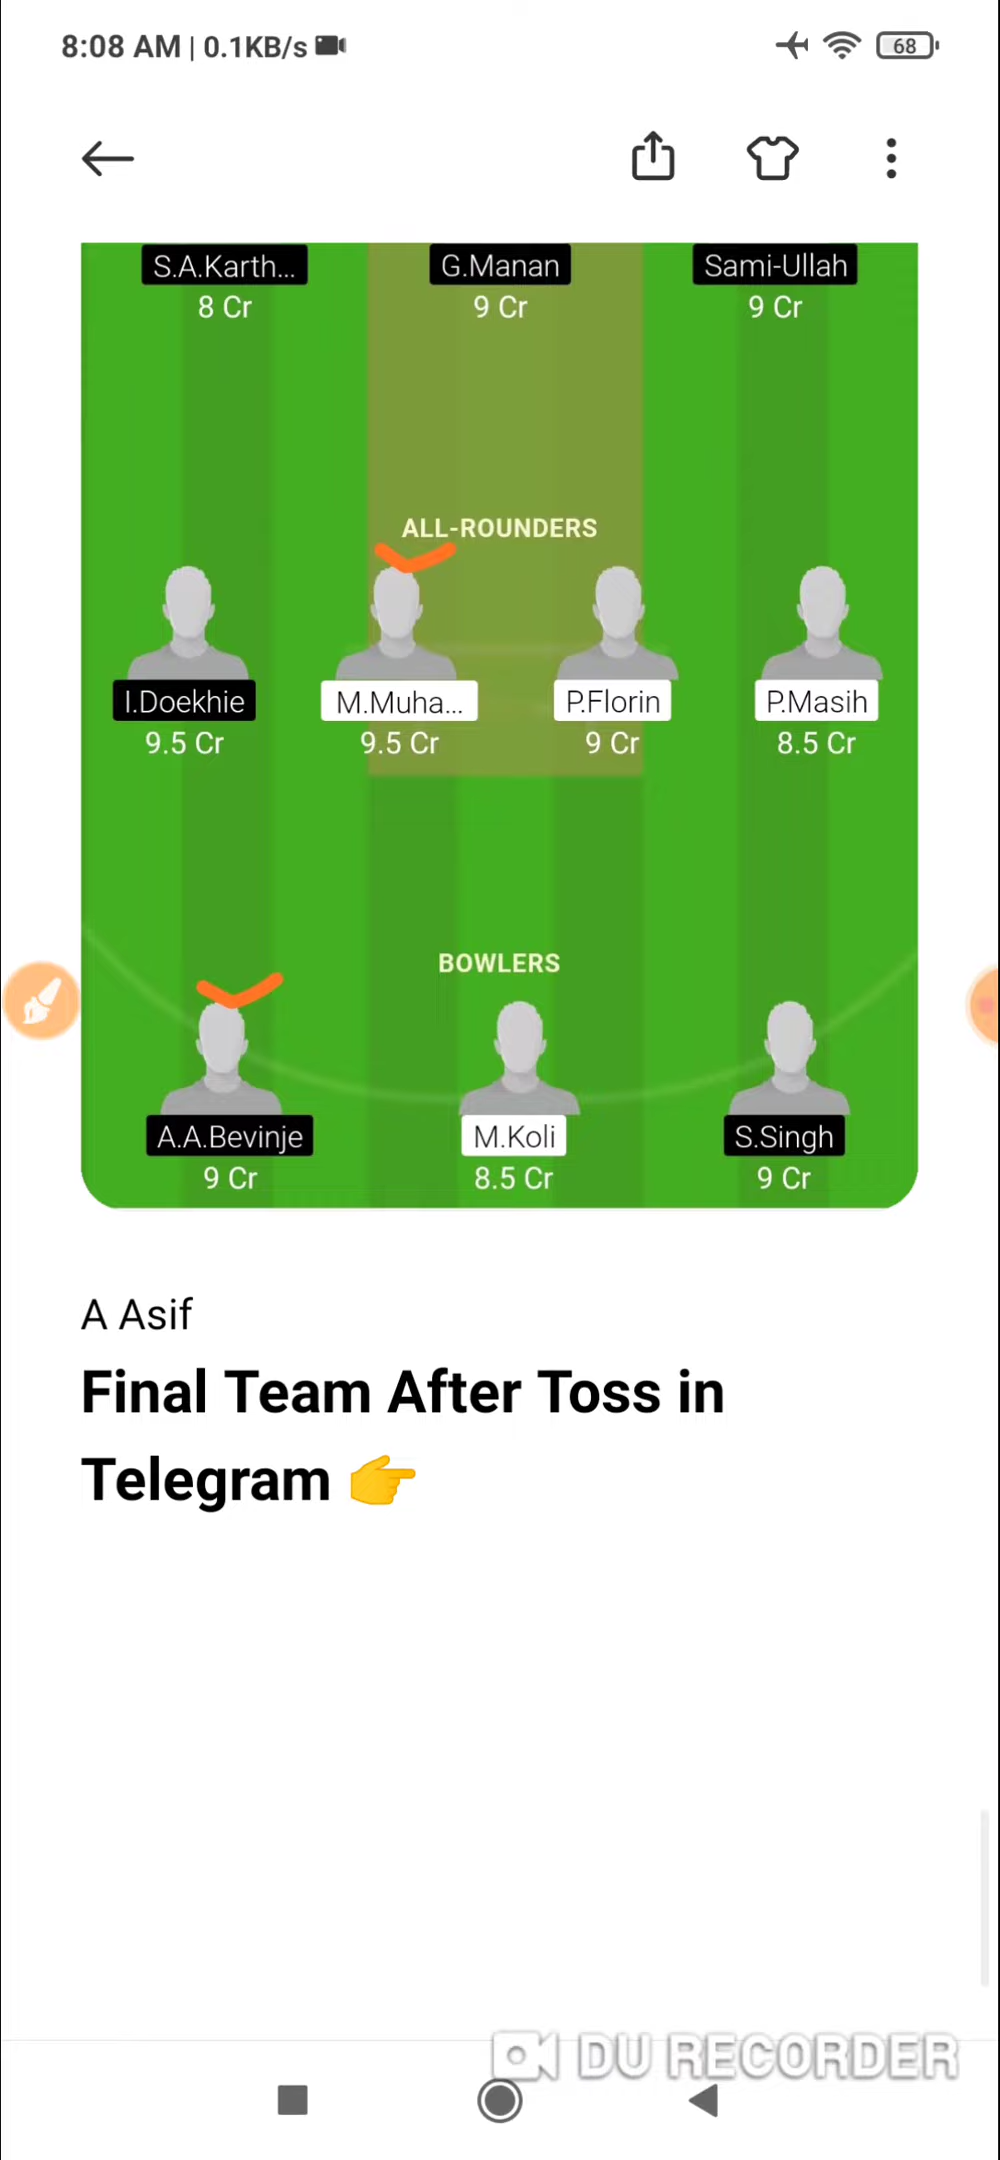 8:08 AM | 0.1KB/s
68
S.A.Karth... G.Manan Sami-Ullah
8 Cr 9 Cr 9 Cr
ALL-ROUNDERS
I.Doekhie M.Muha... P.Florin P.Masih
9.5 Cr 9.5 Cr 9 Cr 8.5 Cr
BOWLERS
A.A.Bevinje M.Koli S.Singh
9 Cr 8.5 Cr 9 Cr
A Asif
Final Team After Toss in
Telegram 👉
DU RECORDER